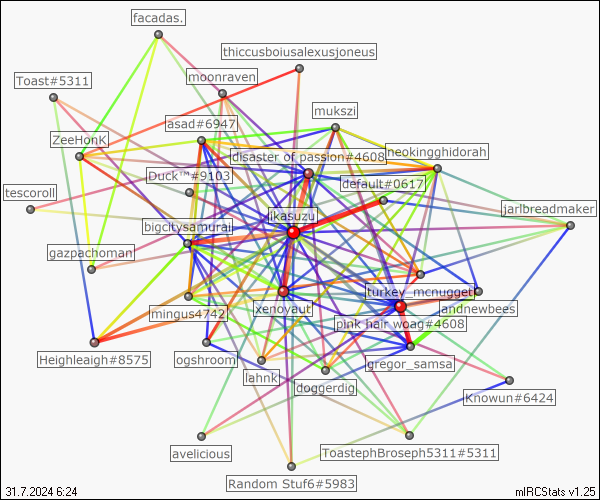 facadas.
thiccusboiusalexusjoneus
moonraven
Toast#5311
mukszi
asad#6947
ZeeHonK
disaster of passion#4608
neokingghidorah
Duck™#9103
default#0617
tescoroll
jarlbreadmaker
ikasuzu
bigcitysamurai
gazpachoman
turkey_mcnugget
xenoyaut
andnewbees
mingus4742
pink hair woag#4608
Heighleaigh#8575
ogshroom
gregor_samsa
lahnk
doggerdig
Knowun#6424
avelicious
ToastephBroseph5311#5311
Random Stuf6#5983
31.7.2024 6:24
mIRCStats v1.25